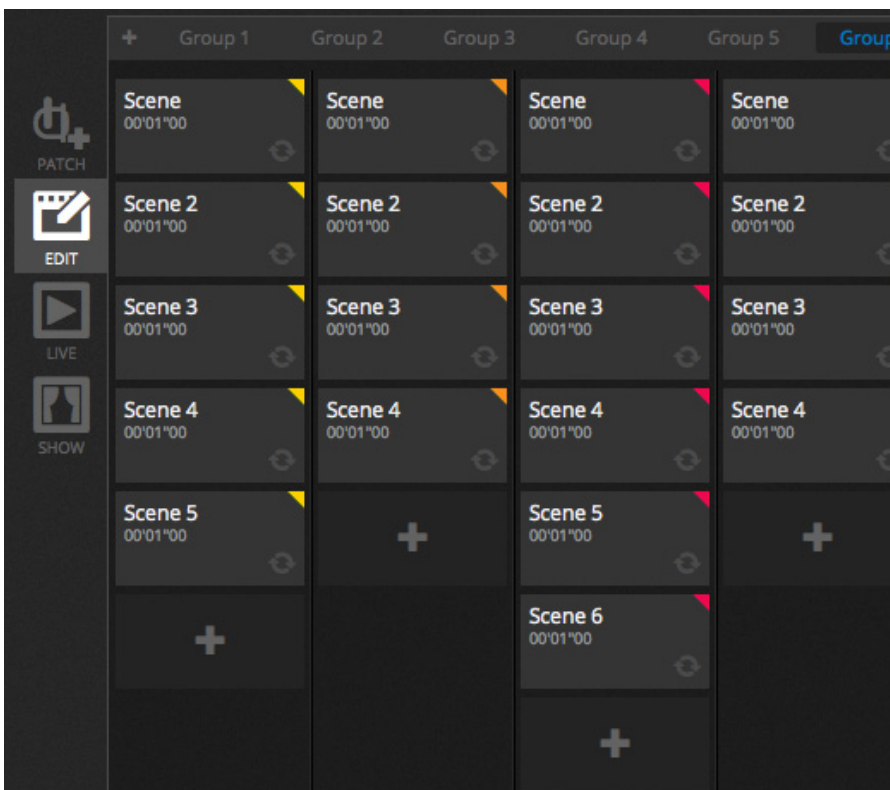 + Group 1 Group 2 Group 3 Group 4 Group 5 Group
PATCH
EDIT
LIVE
SHOW
Scene
00'01"00
Scene 2
00'01"00
Scene 3
00'01"00
Scene 4
00'01"00
Scene 5
00'01"00
+
Scene
00'01"00
Scene 2
00'01"00
Scene 3
00'01"00
Scene 4
00'01"00
+
Scene
00'01"00
Scene 2
00'01"00
Scene 3
00'01"00
Scene 4
00'01"00
Scene 5
00'01"00
Scene 6
00'01"00
+
Scene
00'01"00
Scene 2
00'01"00
Scene 3
00'01"00
Scene 4
00'01"00
+